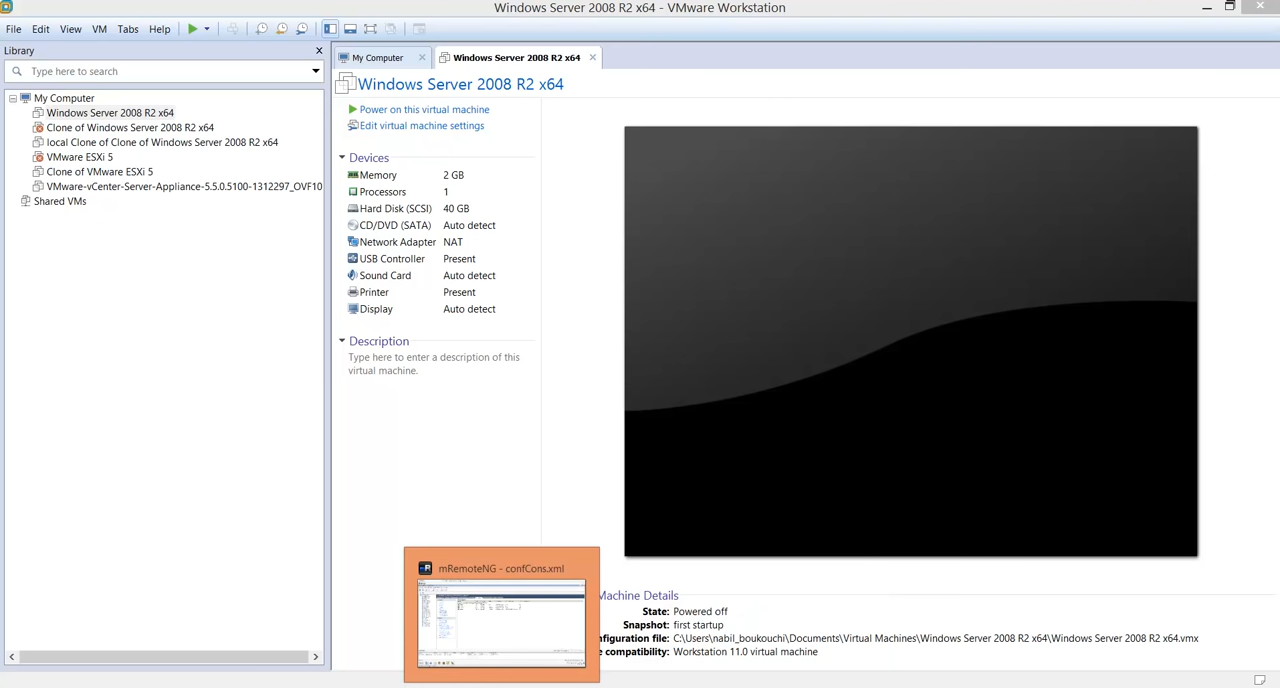 Windows Server 2008 R2 x64 - VMware Workstation
File Edit View VM Tabs Help
Library
Type here to search
My Computer
Windows Server 2008 R2 x64
Clone of Windows Server 2008 R2 x64
local Clone of Clone of Windows Server 2008 R2 x64
VMware ESXi 5
Clone of VMware ESXi 5
VMware-vCenter-Server-Appliance-5.5.0.5100-1312297_OVF10
Shared VMs
My Computer Windows Server 2008 R2 x64
Windows Server 2008 R2 x64
Power on this virtual machine
Edit virtual machine settings
Devices
Memory 2 GB
Processors 1
Hard Disk (SCSI) 40 GB
CD/DVD (SATA) Auto detect
Network Adapter NAT
USB Controller Present
Sound Card Auto detect
Printer Present
Display Auto detect
Description
Type here to enter a description of this
virtual machine.
mRemoteNG - confCons.xml
Machine Details
State: Powered off
Snapshot: first startup
nfiguration file: C:\Users\nabil_boukouchi\Documents\Virtual Machines\Windows Server 2008 R2 x64\Windows Server 2008 R2 x64.vmx
e compatibility: Workstation 11.0 virtual machine